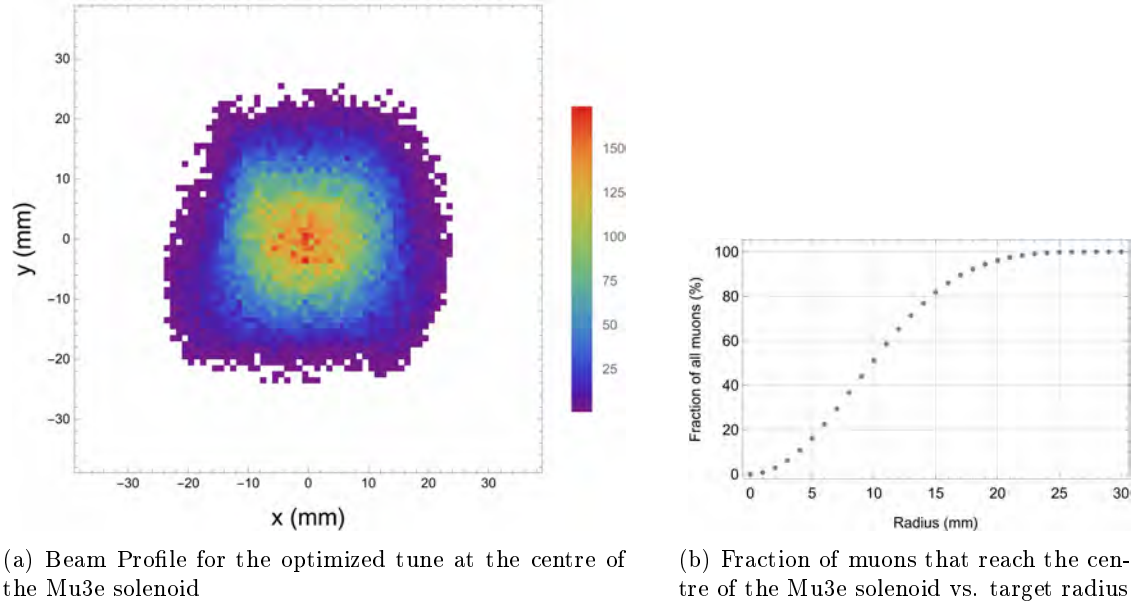 30
20
10
0
−10
−20
−30
y (mm)
−30 −20 −10 0 10 20 30
x (mm)
150
125
100
75
50
25
100
80
60
40
20
0
Fraction of all muons (%)
0 5 10 15 20 25 30
Radius (mm)
(a) Beam Profile for the optimized tune at the centre of
the Mu3e solenoid
(b) Fraction of muons that reach the cen-
tre of the Mu3e solenoid vs. target radius